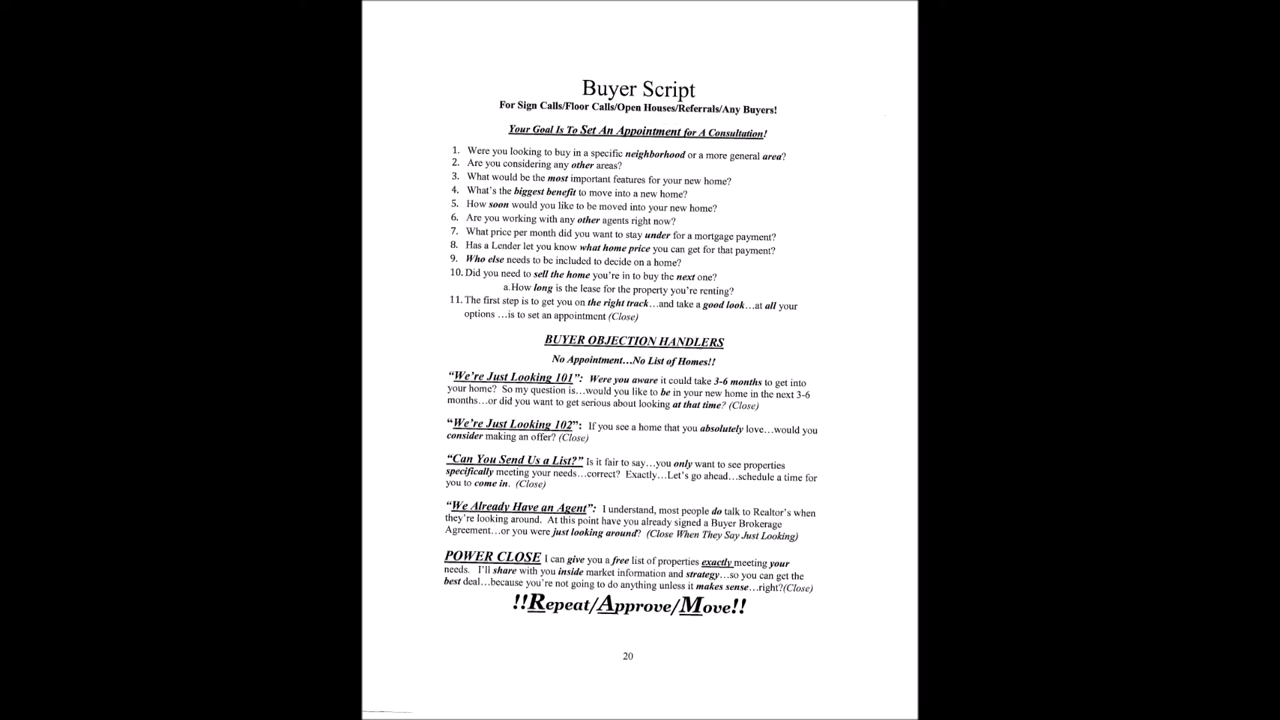 Buyer Script
For Sign Calls/Floor Calls/Open Houses/Referrals/Any Buyers!
Your Goal Is To Set An Appointment for A Consultation!
1. Were you looking to buy in a specific neighborhood or a more general area?
2. Are you considering any other areas?
3. What would be the most important features for your new home?
4. What's the biggest benefit to move into a new home?
5. How soon would you like to be moved into your new home?
6. Are you working with any other agents right now?
7. What price per month did you want to stay under for a mortgage payment?
8. Has a Lender let you know what home price you can get for that payment?
9. Who else needs to be included to decide on a home?
10. Did you need to sell the home you're in to buy the next one?
a. How long is the lease for the property you're renting?
11. The first step is to get you on the right track…and take a good look…at all your
options …is to set an appointment (Close)
BUYER OBJECTION HANDLERS
No Appointment…No List of Homes!!
"We're Just Looking 101": Were you aware it could take 3-6 months to get into
your home? So my question is…would you like to be in your new home in the next 3-6
months…or did you want to get serious about looking at that time? (Close)
"We're Just Looking 102": If you see a home that you absolutely love…would you
consider making an offer? (Close)
"Can You Send Us a List?" Is it fair to say…you only want to see properties
specifically meeting your needs…correct? Exactly…Let's go ahead…schedule a time for
you to come in. (Close)
"We Already Have an Agent": I understand, most people do talk to Realtor's when
they're looking around. At this point have you already signed a Buyer Brokerage
Agreement…or you were just looking around? (Close When They Say Just Looking)
POWER CLOSE I can give you a free list of properties exactly meeting your
needs. I'll share with you inside market information and strategy…so you can get the
best deal…because you're not going to do anything unless it makes sense…right?(Close)
!!Repeat/Approve/Move!!
20